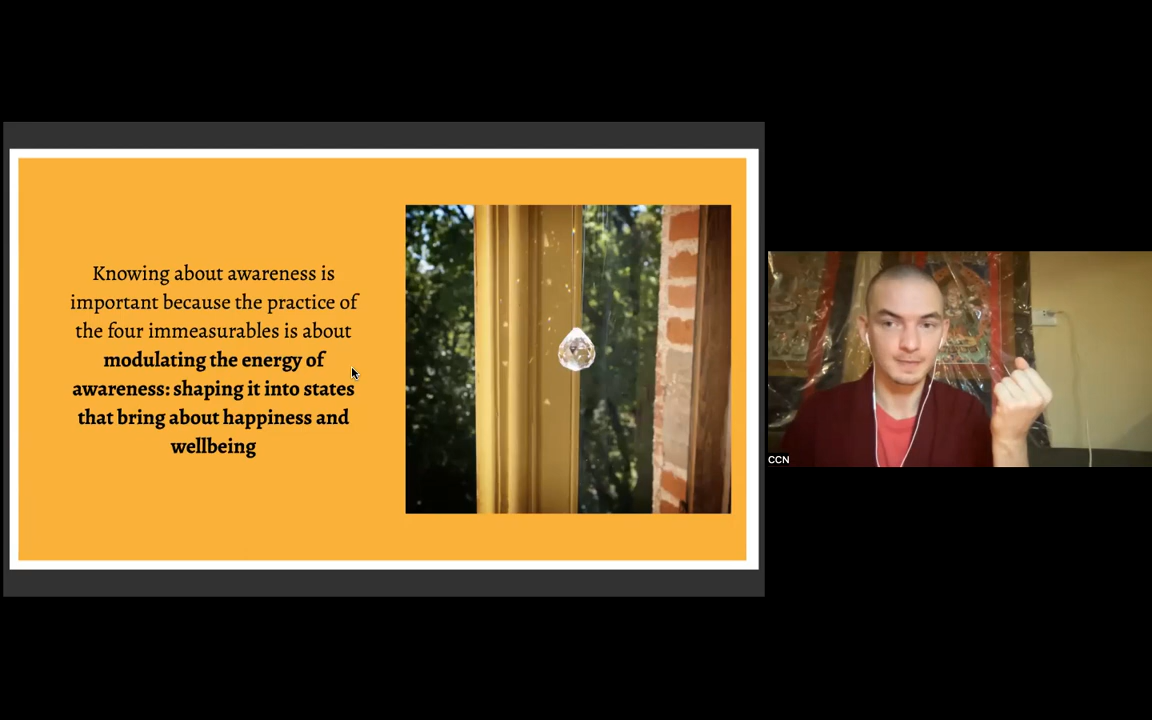 Knowing about awareness is
important because the practice of
the four immeasurables is about
modulating the energy of
awareness: shaping it into states
that bring about happiness and
wellbeing
CCN